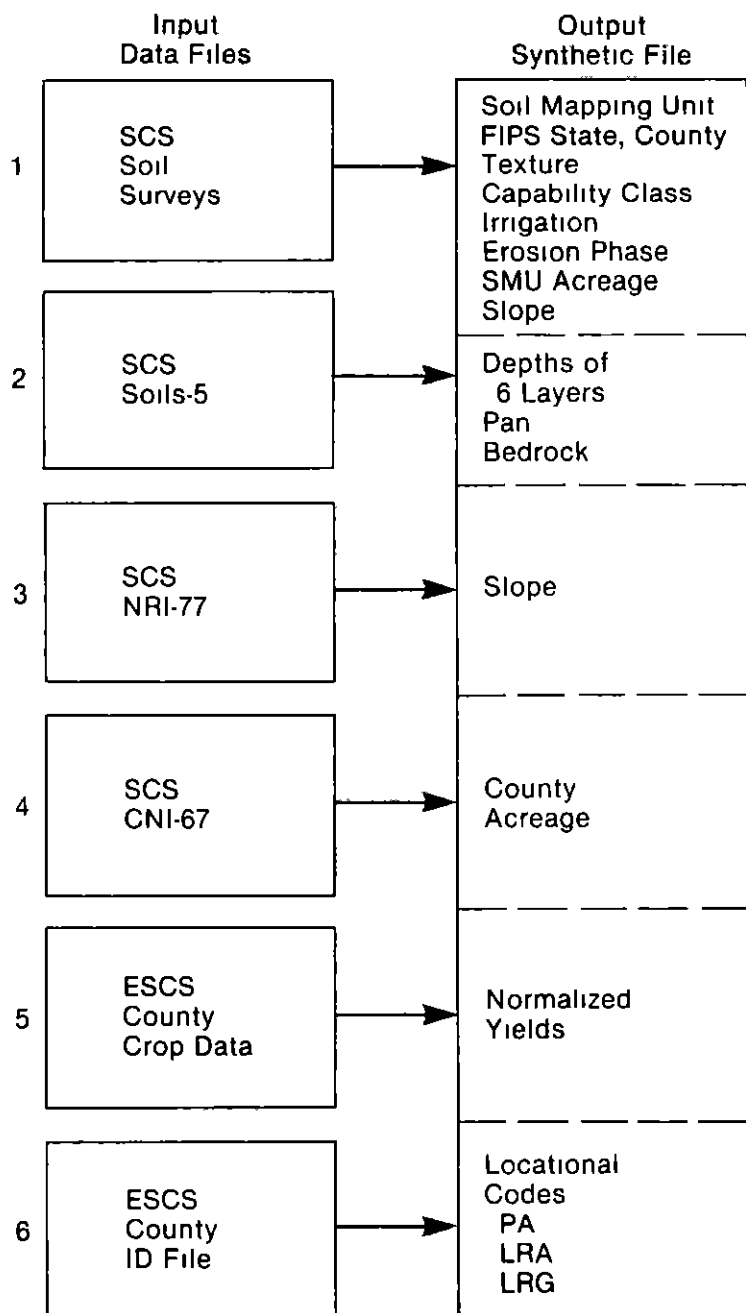 Input
Data Files
Output
Synthetic File
1
SCS
Soil
Surveys
Soil Mapping Unit
FIPS State, County
Texture
Capability Class
Irrigation
Erosion Phase
SMU Acreage
Slope
2
SCS
Soils-5
Depths of
6 Layers
Pan
Bedrock
3
SCS
NRI-77
Slope
4
SCS
CNI-67
County
Acreage
5
ESCS
County
Crop Data
Normalized
Yields
6
ESCS
County
ID File
Locational
Codes
PA
LRA
LRG